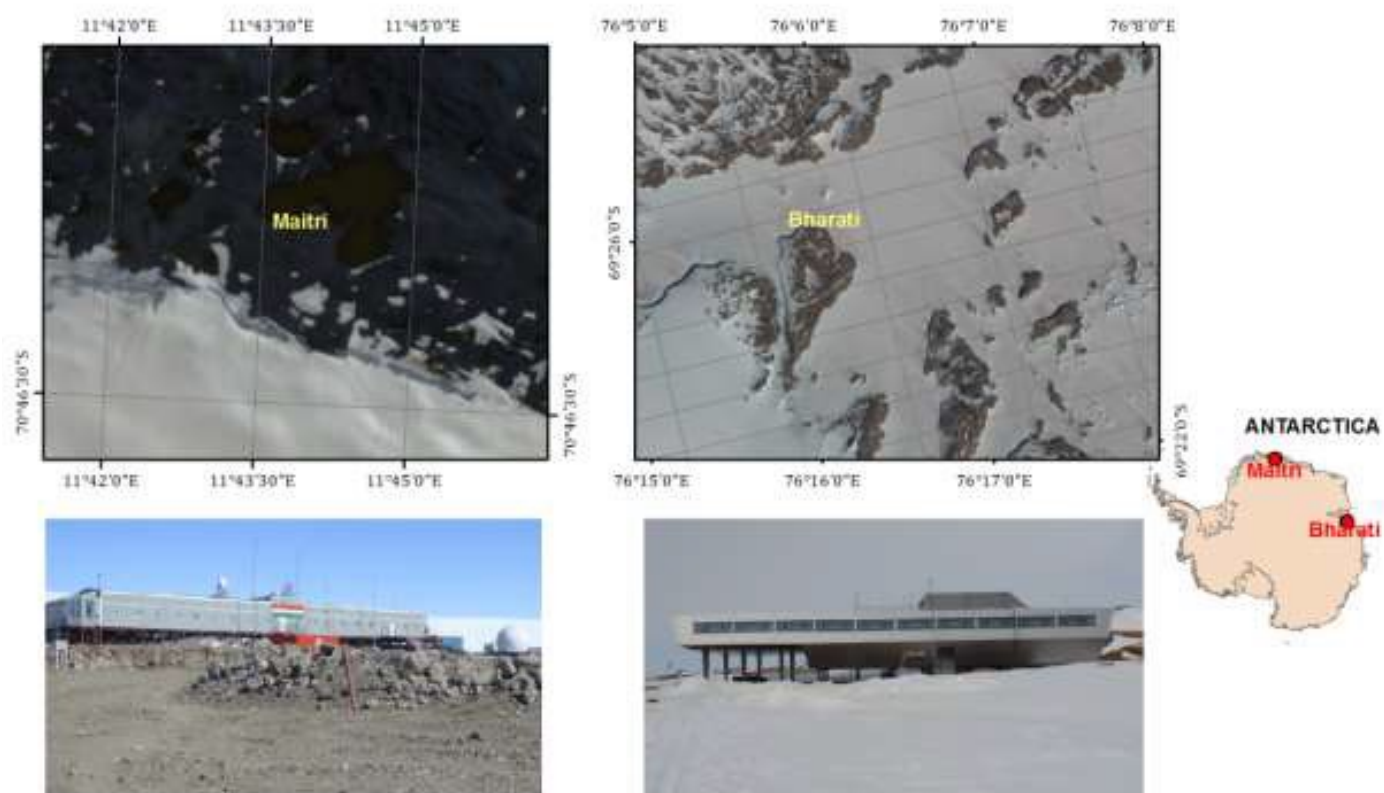 11°42'0"E 11°43'30"E 11°45'0"E
76°5'0"E 76°6'0"E 76°7'0"E 76°8'0"E
Maitri
Bharati
69°26'0"S
70°46'30"S
70°46'30"S
69°22'0"S
11°42'0"E 11°43'30"E 11°45'0"E
76°15'0"E 76°16'0"E 76°17'0"E
ANTARCTICA
Maitri
Bharati